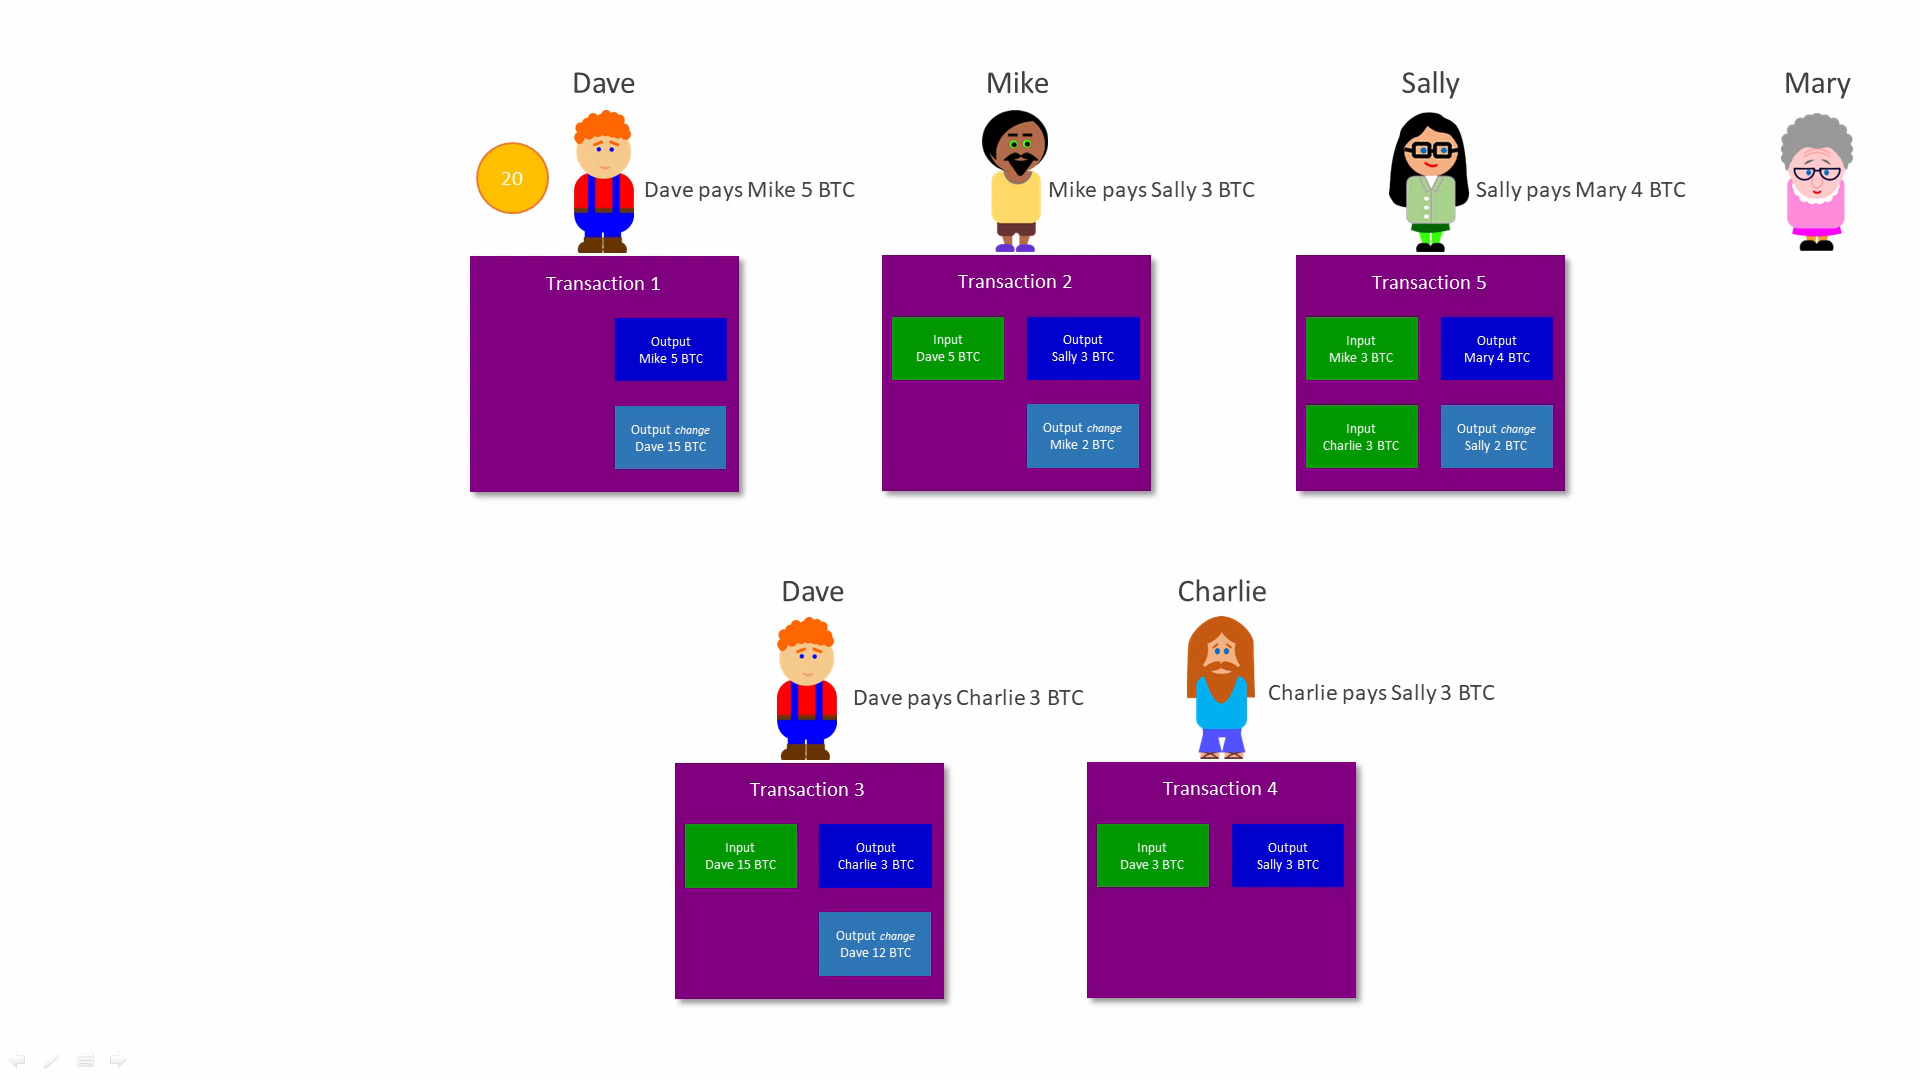 Dave
Mike
Sally
Mary
20
Dave pays Mike 5 BTC
Mike pays Sally 3 BTC
Sally pays Mary 4 BTC
Transaction 1
Output
Mike 5 BTC
Output change
Dave 15 BTC
Transaction 2
Input
Dave 5 BTC
Output
Sally 3 BTC
Output change
Mike 2 BTC
Transaction 5
Input
Mike 3 BTC
Output
Mary 4 BTC
Input
Charlie 3 BTC
Output change
Sally 2 BTC
Dave
Charlie
Dave pays Charlie 3 BTC
Charlie pays Sally 3 BTC
Transaction 3
Input
Dave 15 BTC
Output
Charlie 3 BTC
Output change
Dave 12 BTC
Transaction 4
Input
Dave 3 BTC
Output
Sally 3 BTC